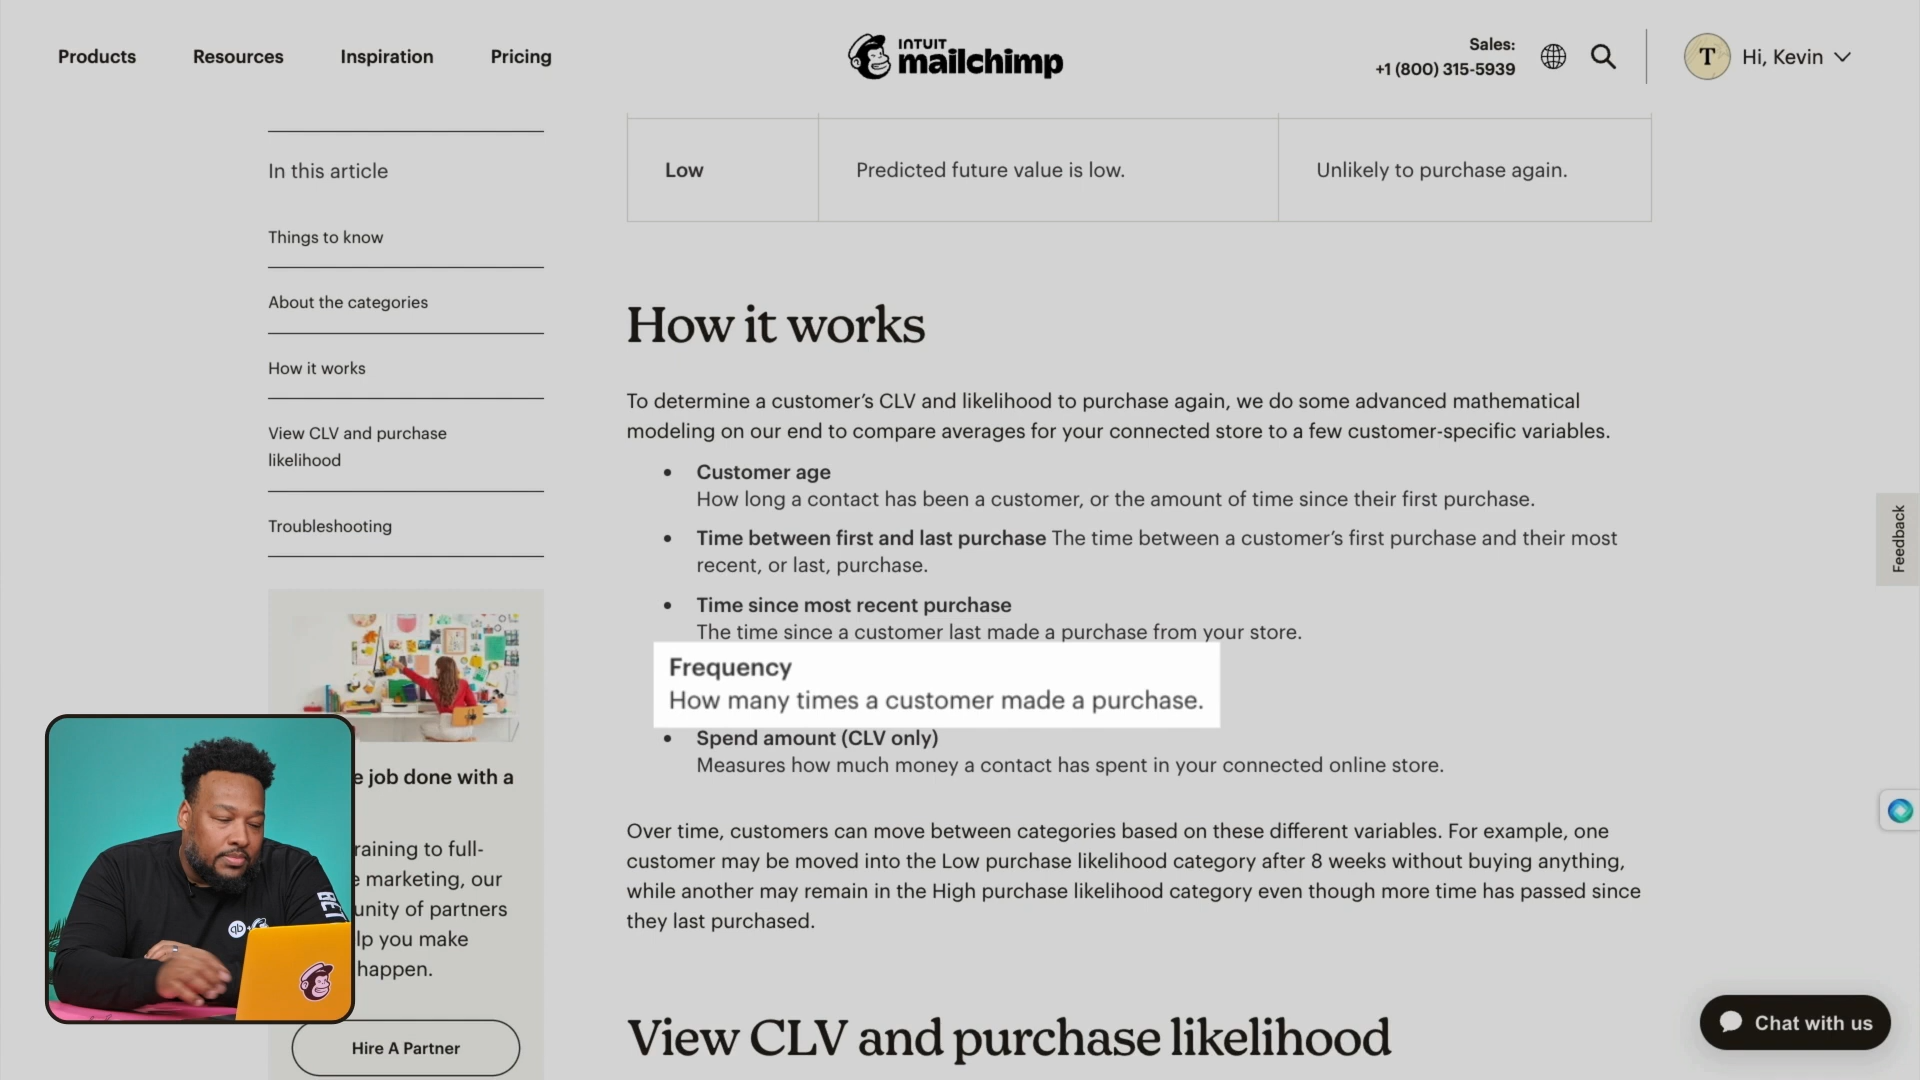 Products
Resources
Inspiration
Pricing
INTUIT
mailchimp
Sales:
+1 (800) 315-5939
T
Hi, Kevin
In this article
Things to know
About the categories
How it works
View CLV and purchase
likelihood
Troubleshooting
e job done with a
raining to full-
e marketing, our
unity of partners
lp you make
happen.
Hire A Partner
qb
BET
Low
Predicted future value is low.
Unlikely to purchase again.
How it works
To determine a customer’s CLV and likelihood to purchase again, we do some advanced mathematical
modeling on our end to compare averages for your connected store to a few customer-specific variables.
• Customer age
How long a contact has been a customer, or the amount of time since their first purchase.
• Time between first and last purchase The time between a customer’s first purchase and their most
recent, or last, purchase.
• Time since most recent purchase
The time since a customer last made a purchase from your store.
Frequency
How many times a customer made a purchase.
• Spend amount (CLV only)
Measures how much money a contact has spent in your connected online store.
Over time, customers can move between categories based on these different variables. For example, one
customer may be moved into the Low purchase likelihood category after 8 weeks without buying anything,
while another may remain in the High purchase likelihood category even though more time has passed since
they last purchased.
View CLV and purchase likelihood
Feedback
Chat with us